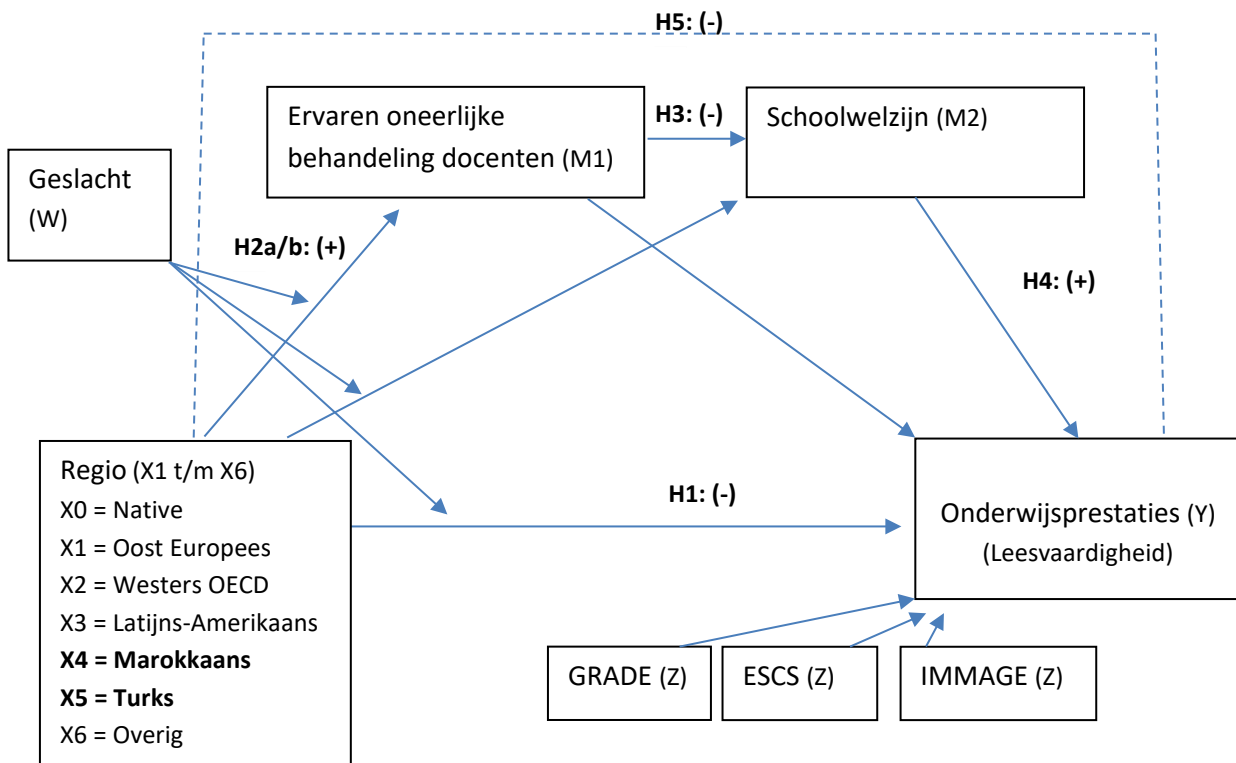 H5: (-)
Ervaren oneerlijke
behandeling docenten (M1)
H3: (-)
Schoolwelzijn (M2)
Geslacht
(W)
H2a/b: (+)
H4: (+)
Regio (X1 t/m X6)
X0 = Native
X1 = Oost Europees
X2 = Westers OECD
X3 = Latijns-Amerikaans
X4 = Marokkaans
X5 = Turks
X6 = Overig
H1: (-)
Onderwijsprestaties (Y)
(Leesvaardigheid)
GRADE (Z)
ESCS (Z)
IMMAGE (Z)